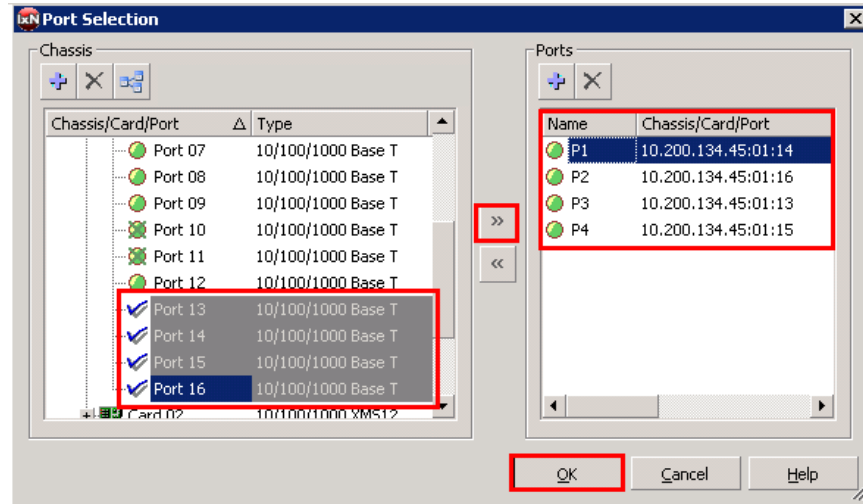 IxN Port Selection
Chassis
Chassis/Card/Port Type
Port 07 10/100/1000 Base T
Port 08 10/100/1000 Base T
Port 09 10/100/1000 Base T
Port 10 10/100/1000 Base T
Port 11 10/100/1000 Base T
Port 12 10/100/1000 Base T
Port 13 10/100/1000 Base T
Port 14 10/100/1000 Base T
Port 15 10/100/1000 Base T
Port 16 10/100/1000 Base T
Card 02 10/100/1000 XMS12
>>
<<
Ports
Name Chassis/Card/Port
P1 10.200.134.45:01:14
P2 10.200.134.45:01:16
P3 10.200.134.45:01:13
P4 10.200.134.45:01:15
OK Cancel Help